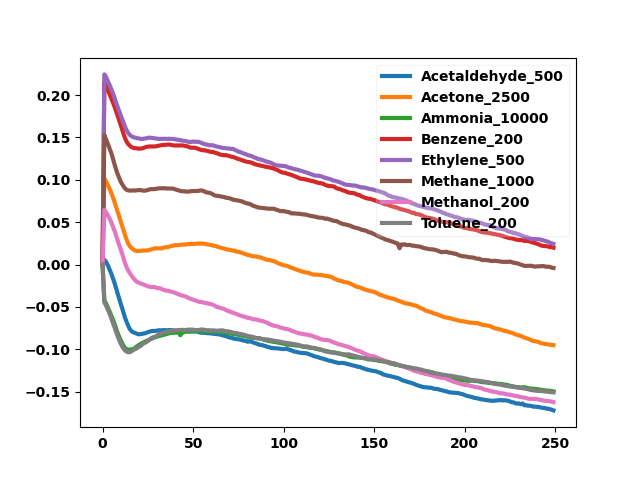 Acetaldehyde_500
Acetone_2500
Ammonia_10000
Benzene_200
Ethylene_500
Methane_1000
Methanol_200
Toluene_200
0.20
0.15
0.10
0.05
0.00
−0.05
−0.10
−0.15
0 50 100 150 200 250